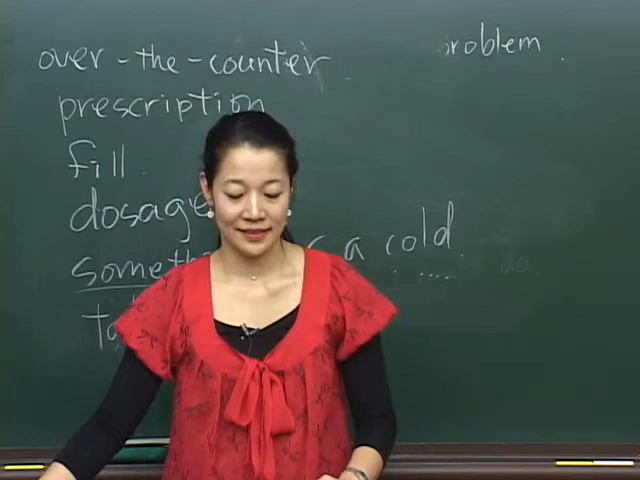 over-the-counter
problem
prescription
fill
dosage
a cold